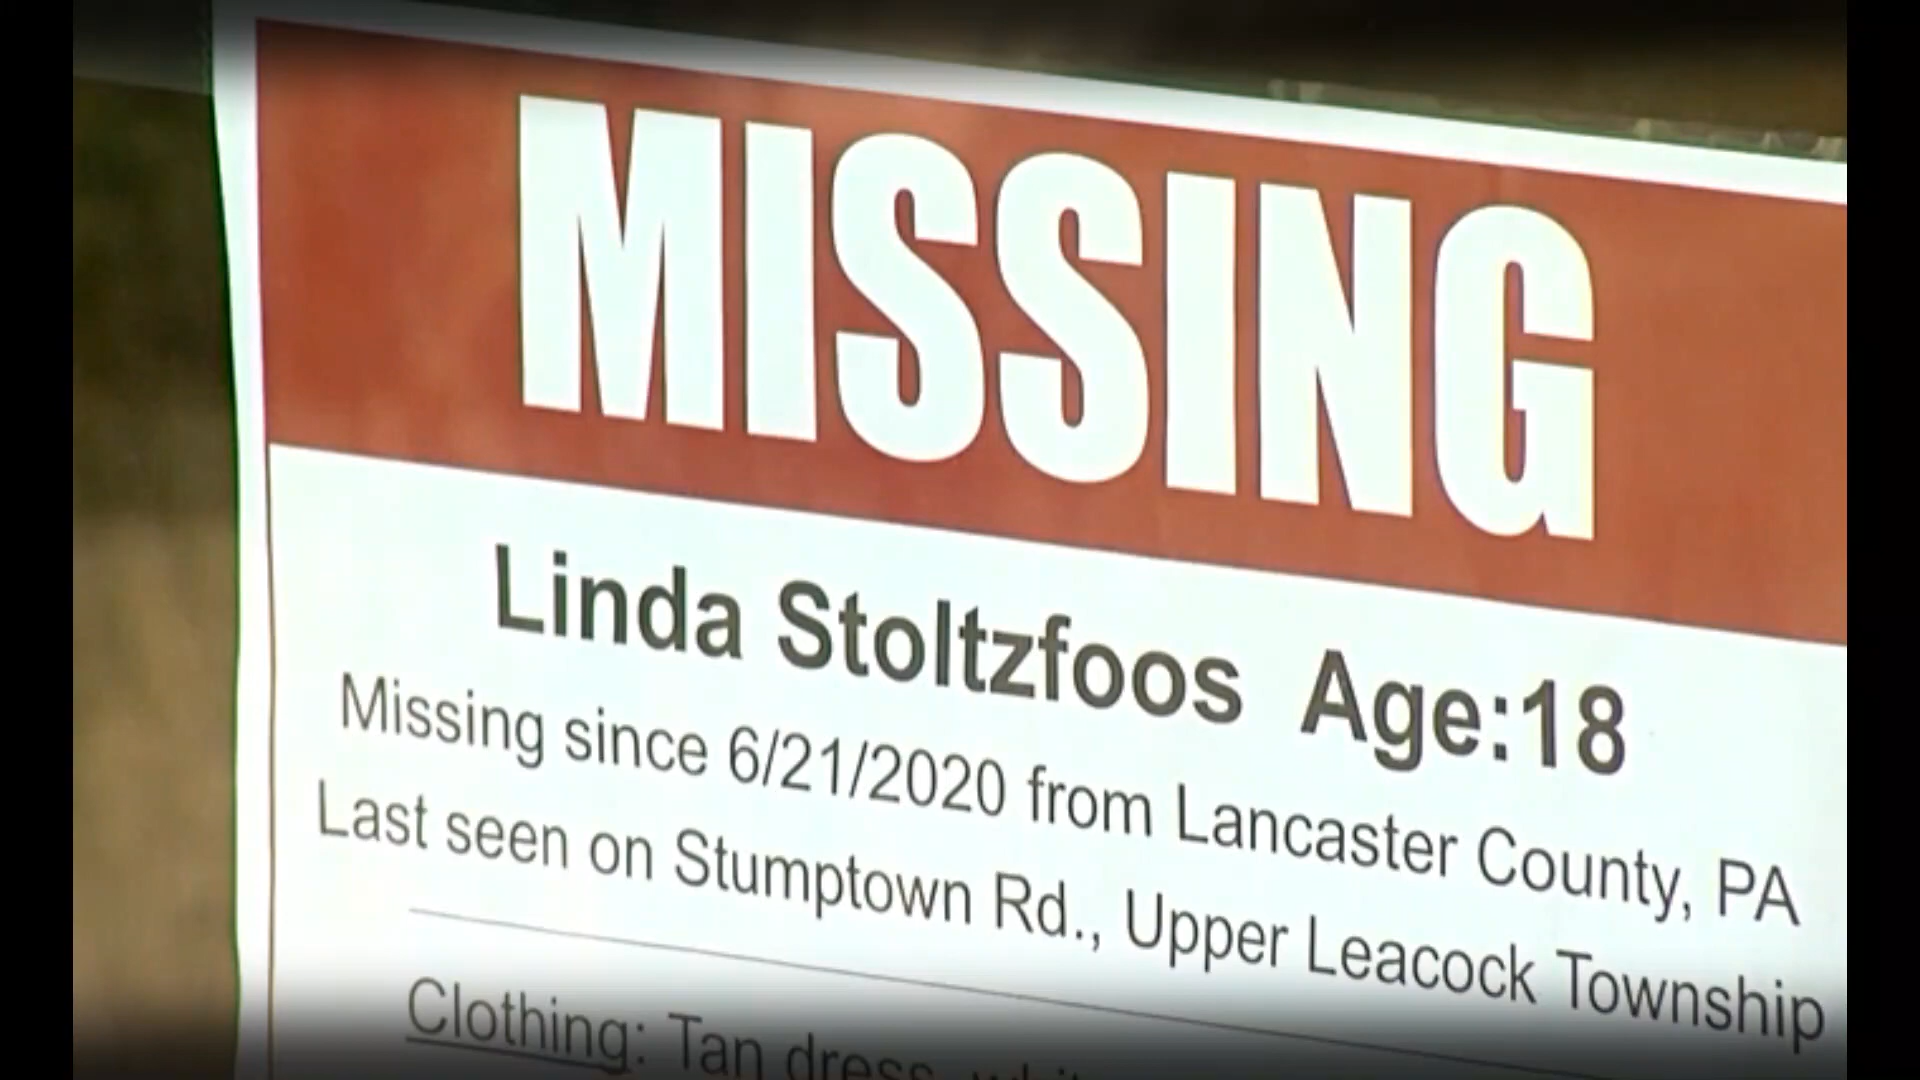 MISSING
Linda Stoltzfoos Age:18
Missing since 6/21/2020 from Lancaster County, PA
Last seen on Stumptown Rd., Upper Leacock Township
Clothing: Tan dress,